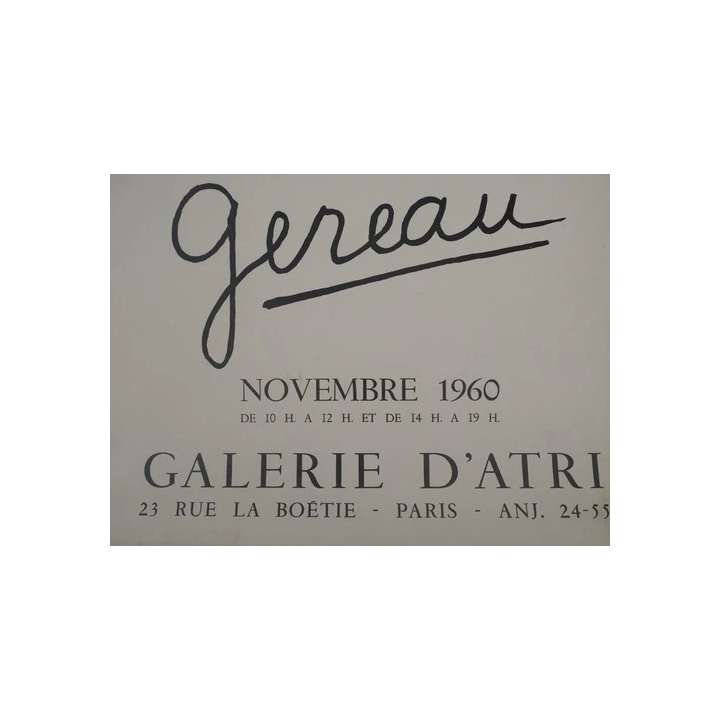 Gereau
NOVEMBRE 1960
DE 10 H. A 12 H. ET DE 14 H. A 19 H.
GALERIE D'ATRI
23 RUE LA BOÉTIE - PARIS - ANJ. 24-55